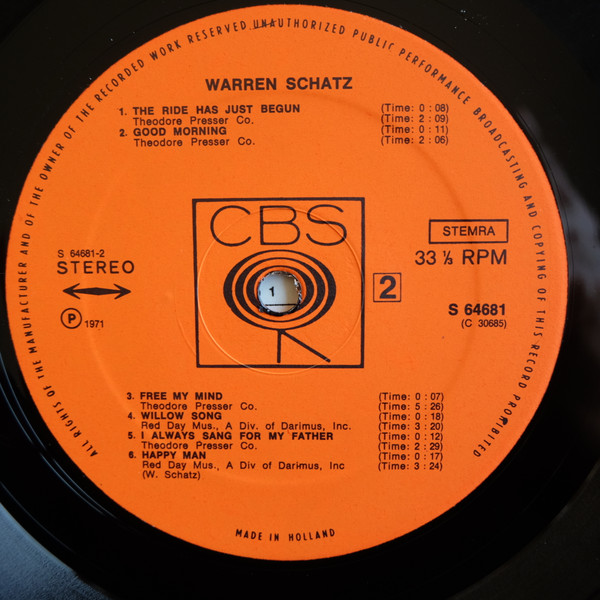 ALL RIGHTS OF THE MANUFACTURER AND OF THE OWNER OF THE RECORDED WORK RESERVED. UNAUTHORIZED PUBLIC PERFORMANCE BROADCASTING AND COPYING OF THIS RECORD PROHIBITED
WARREN SCHATZ
1. THE RIDE HAS JUST BEGUN (Time: 0 : 08)
Theodore Presser Co. (Time: 2 : 09)
2. GOOD MORNING (Time: 0 : 11)
Theodore Presser Co. (Time: 2 : 06)
CBS
STEMRA
S 64681-2
STEREO
33 ⅓ RPM
1
2
S 64681
(C 30685)
Ⓟ 1971
3. FREE MY MIND (Time: 0 : 07)
Theodore Presser Co. (Time: 5 : 26)
4. WILLOW SONG (Time: 0 : 18)
Red Day Mus., A Div. of Darimus, Inc. (Time: 3 : 20)
5. I ALWAYS SANG FOR MY FATHER (Time: 0 : 12)
Theodore Presser Co. (Time: 2 : 29)
6. HAPPY MAN (Time: 0 : 17)
Red Day Mus., A Div. of Darimus, Inc (Time: 3 : 24)
(W. Schatz)
MADE IN HOLLAND